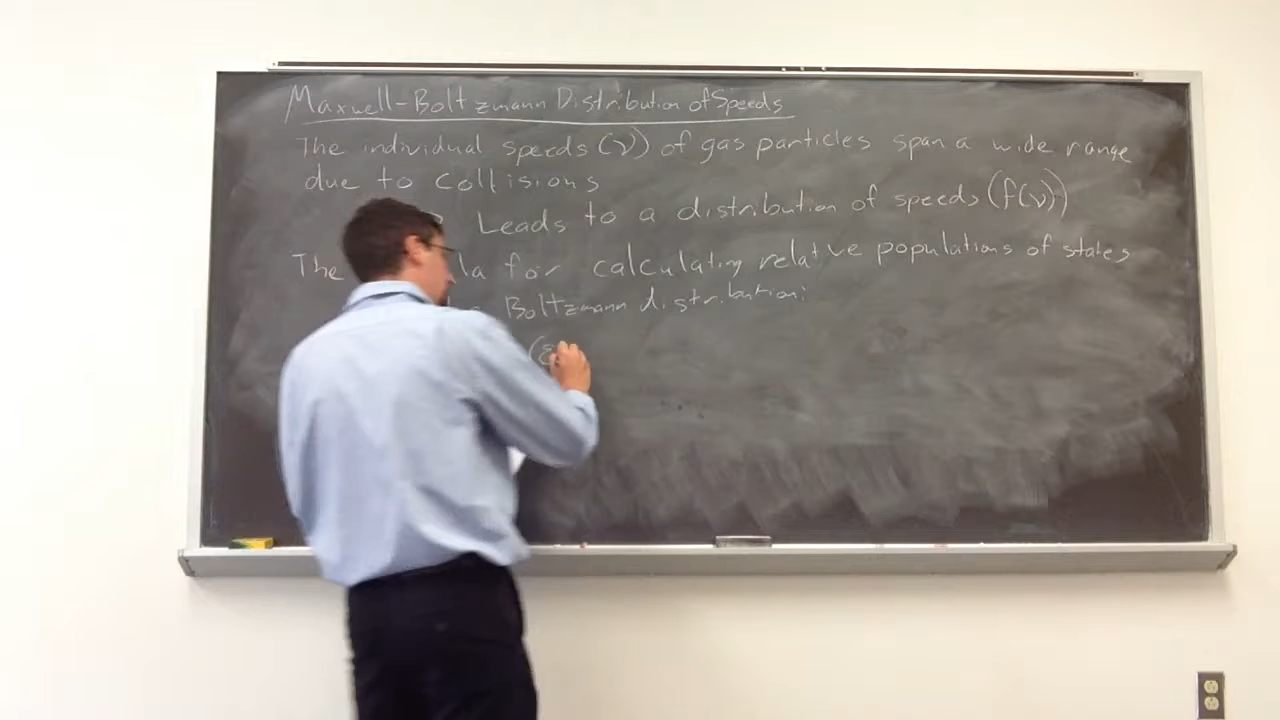 Maxwell-Boltzmann Distribution of Speeds
The individual speeds (v) of gas particles span a wide range
due to collisions
Leads to a distribution of speeds (f(v))
The la for calculating relative populations of states
Boltzmann distribution:
(ε